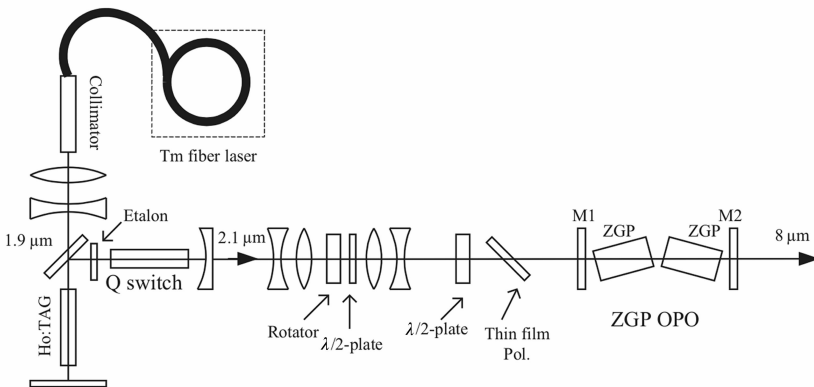 Collimator
Tm fiber laser
Etalon
1.9 μm
Q switch
2.1 μm
Ho:TAG
Rotator
λ/2-plate
λ/2-plate
Thin film
Pol.
M1
ZGP
ZGP
M2
8 μm
ZGP OPO